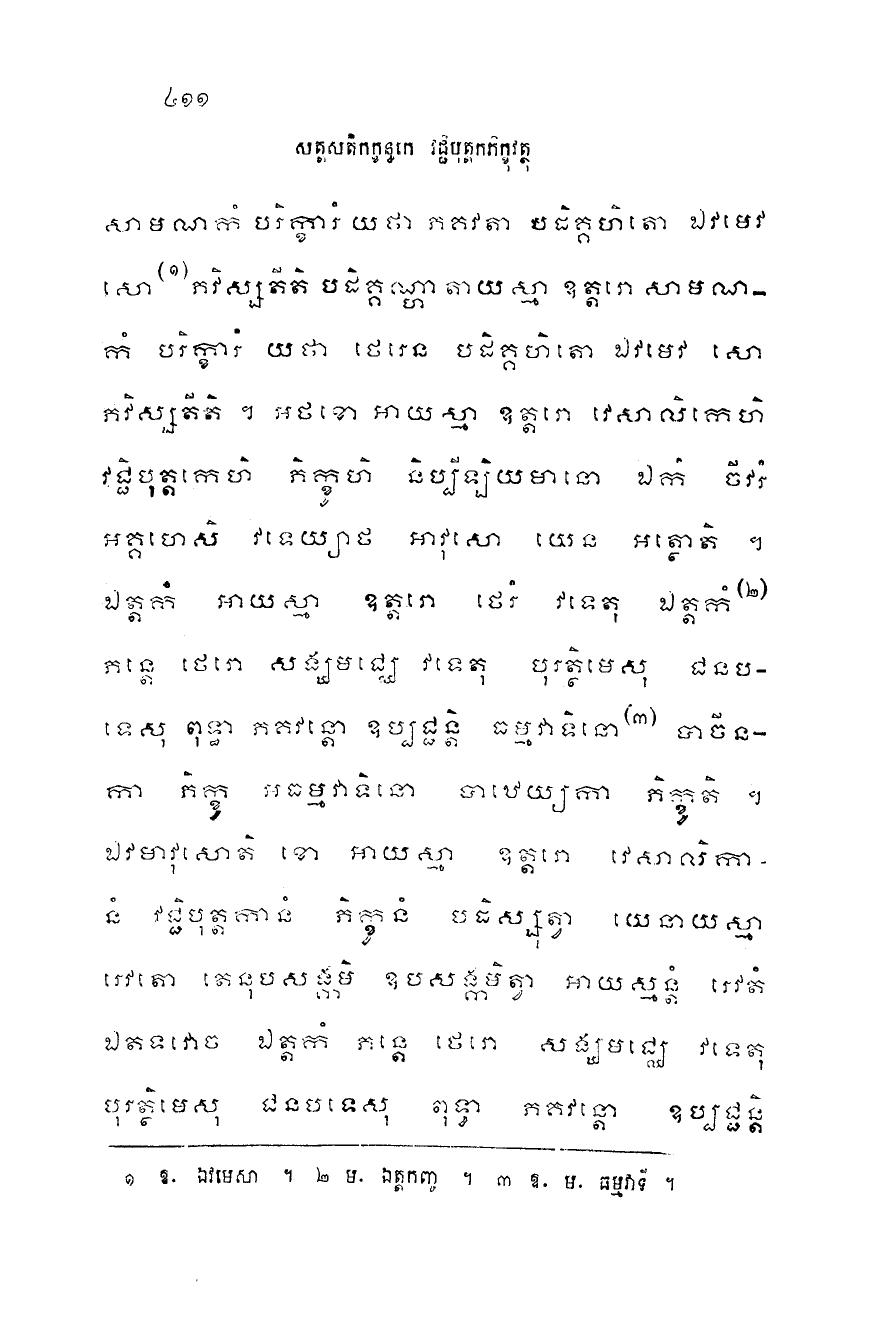 ៤១១
សត្តសតិកក្ខន្ធកេ វជ្ជិបុត្តកភិក្ខុវត្ថុ
សាមណកំ បរិក្ខារំ យថា ភគវតា បដិគ្គហិតោ ឯវមេវ
សោ(១)ភវិស្សតីតិ បដិគ្គណ្ហាតាយស្មា ឧត្តរោ សាមណ-
កំ បរិក្ខារំ យថា ថេរេន បដិគ្គហិតោ ឯវមេវ សោ
ភវិស្សតីតិ ។ អថខោ អាយស្មា ឧត្តរោ វេសាលិកេហិ
វជ្ជិបុត្តកេហិ ភិក្ខូហិ និប្បីឡិយមានោ ឯកំ ចីវរំ
អគ្គហេសិ វទេយ្យាថ អាវុសោ យេន អត្ថោតិ ។
ឯត្តកំ អាយស្មា ឧត្តរោ ថេរំ វទេតុ ឯត្តកំ(២)
ភន្តេ ថេរោ សង្ឃមជ្ឈេ វទេតុ បុរត្ថិមេសុ ជនប-
ទេសុ ពុទ្ធា ភគវន្តោ ឧប្បជ្ជន្តិ ធម្មវាទិនោ(៣) បាចីន-
កា ភិក្ខូ អធម្មវាទិនោ បាឋេយ្យកា ភិក្ខូតិ ។
ឯវមាវុសោតិ ខោ អាយស្មា ឧត្តរោ វេសាលិកា-
នំ វជ្ជិបុត្តកានំ ភិក្ខូនំ បដិស្សុត្វា យេនាយស្មា
រេវតោ តេនុបសង្កមិ ឧបសង្កមិត្វា អាយស្មន្តំ រេវតំ
ឯតទវោច ឯត្តកំ ភន្តេ ថេរោ សង្ឃមជ្ឈេ វទេតុ
បុរត្ថិមេសុ ជនបទេសុ ពុទ្ធា ភគវន្តោ ឧប្បជ្ជន្តិ
១ ឧ. ឯវមេសា ។ ២ ម. ឯត្តកញ្ច ។ ៣ ឧ. ម. ធម្មវាទី ។